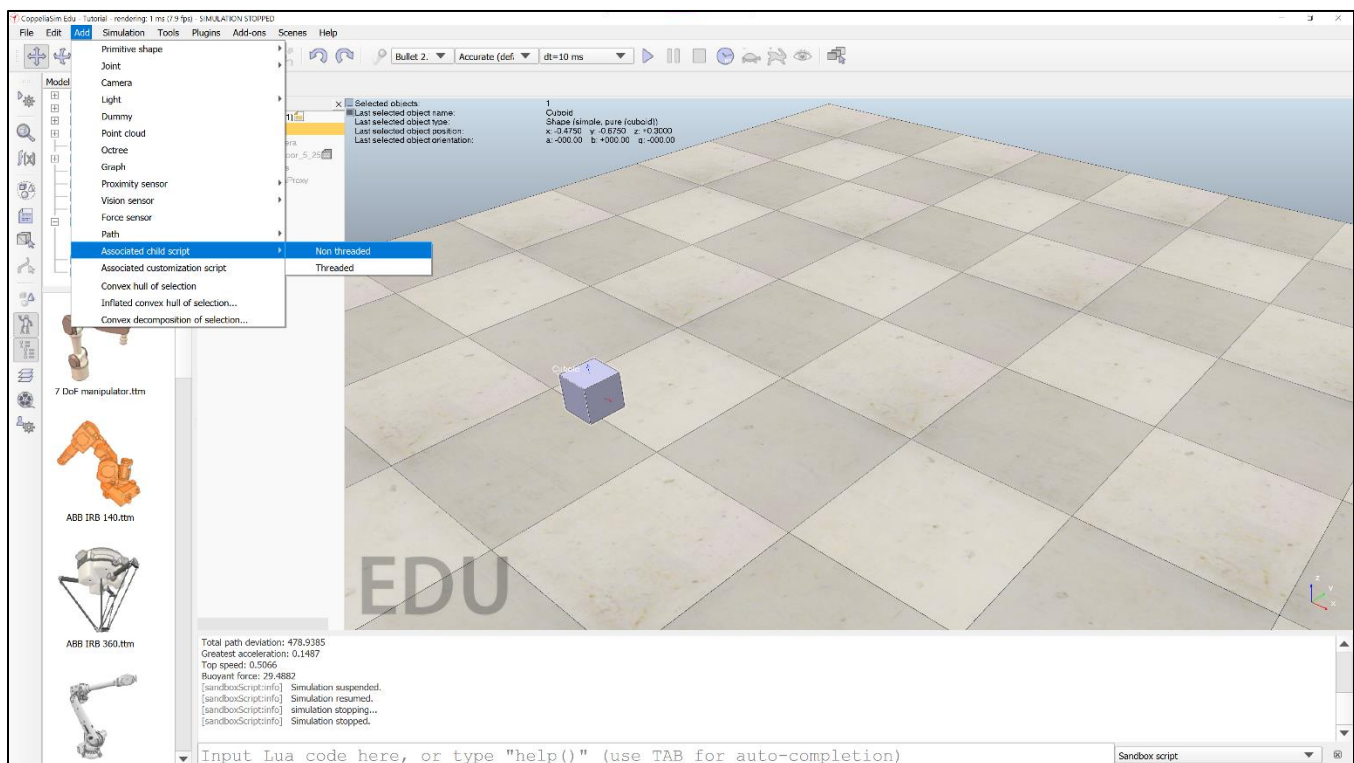 CoppeliaSim Edu - Tutorial - rendering: 1 ms (7.9 fps) - SIMULATION STOPPED
File Edit Add Simulation Tools Plugins Add-ons Scenes Help
Bullet 2. Accurate (def. dt=10 ms
Model
Primitive shape
Joint
Camera
Light
Dummy
Point cloud
Octree
Graph
Proximity sensor
Vision sensor
Force sensor
Path
Associated child script
Associated customization script
Convex hull of selection
Inflated convex hull of selection...
Convex decomposition of selection...
Non threaded
Threaded
Selected objects: 1
Last selected object name: Cuboid
Last selected object type: Shape (simple, pure (cuboid))
Last selected object position: x: -0.4750 y: -0.6750 z: +0.3000
Last selected object orientation: a: -000.00 b: +000.00 g: -000.00
Cuboid
EDU
z
y
x
7 DoF manipulator.ttm
ABB IRB 140.ttm
ABB IRB 360.ttm
Total path deviation: 478.9385
Greatest acceleration: 0.1487
Top speed: 0.5066
Buoyant force: 29.4882
[sandboxScript:info] Simulation suspended.
[sandboxScript:info] Simulation resumed.
[sandboxScript:info] simulation stopping...
[sandboxScript:info] Simulation stopped.
Input Lua code here, or type "help()" (use TAB for auto-completion)
Sandbox script